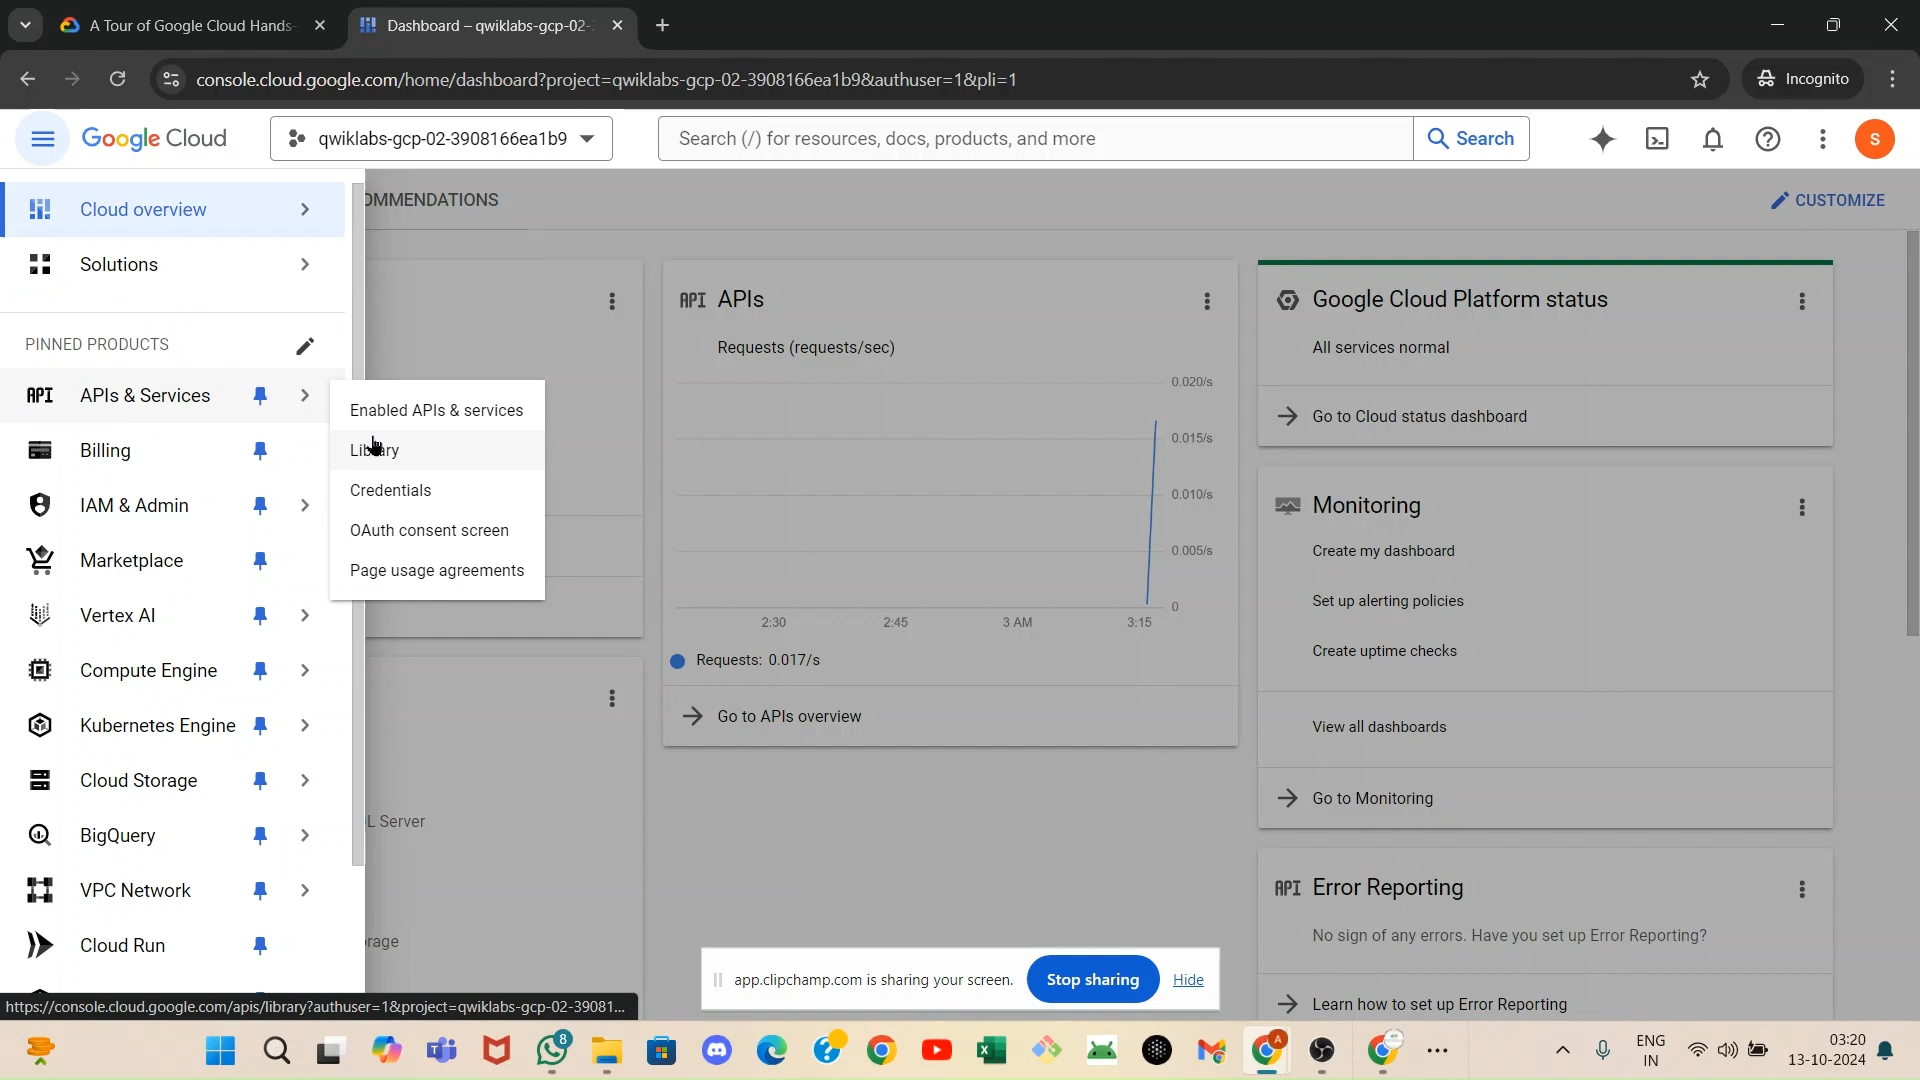 A Tour of Google Cloud Hands-
Dashboard – qwiklabs-gcp-02-
console.cloud.google.com/home/dashboard?project=qwiklabs-gcp-02-3908166ea1b9&authuser=1&pli=1
Incognito
Google Cloud
qwiklabs-gcp-02-3908166ea1b9
Search (/) for resources, docs, products, and more
Search
S
Cloud overview
Solutions
PINNED PRODUCTS
API APIs & Services
Billing
IAM & Admin
Marketplace
Vertex AI
Compute Engine
Kubernetes Engine
Cloud Storage
BigQuery
VPC Network
Cloud Run
Enabled APIs & services
Library
Credentials
OAuth consent screen
Page usage agreements
OMMENDATIONS
CUSTOMIZE
L Server
rage
API APIs
Requests (requests/sec)
0.020/s
0.015/s
0.010/s
0.005/s
0
2:30 2:45 3 AM 3:15
Requests: 0.017/s
Go to APIs overview
Google Cloud Platform status
All services normal
Go to Cloud status dashboard
Monitoring
Create my dashboard
Set up alerting policies
Create uptime checks
View all dashboards
Go to Monitoring
API Error Reporting
No sign of any errors. Have you set up Error Reporting?
Learn how to set up Error Reporting
app.clipchamp.com is sharing your screen.
Stop sharing
Hide
https://console.cloud.google.com/apis/library?authuser=1&project=qwiklabs-gcp-02-39081...
8
A
ENG
IN
03:20
13-10-2024